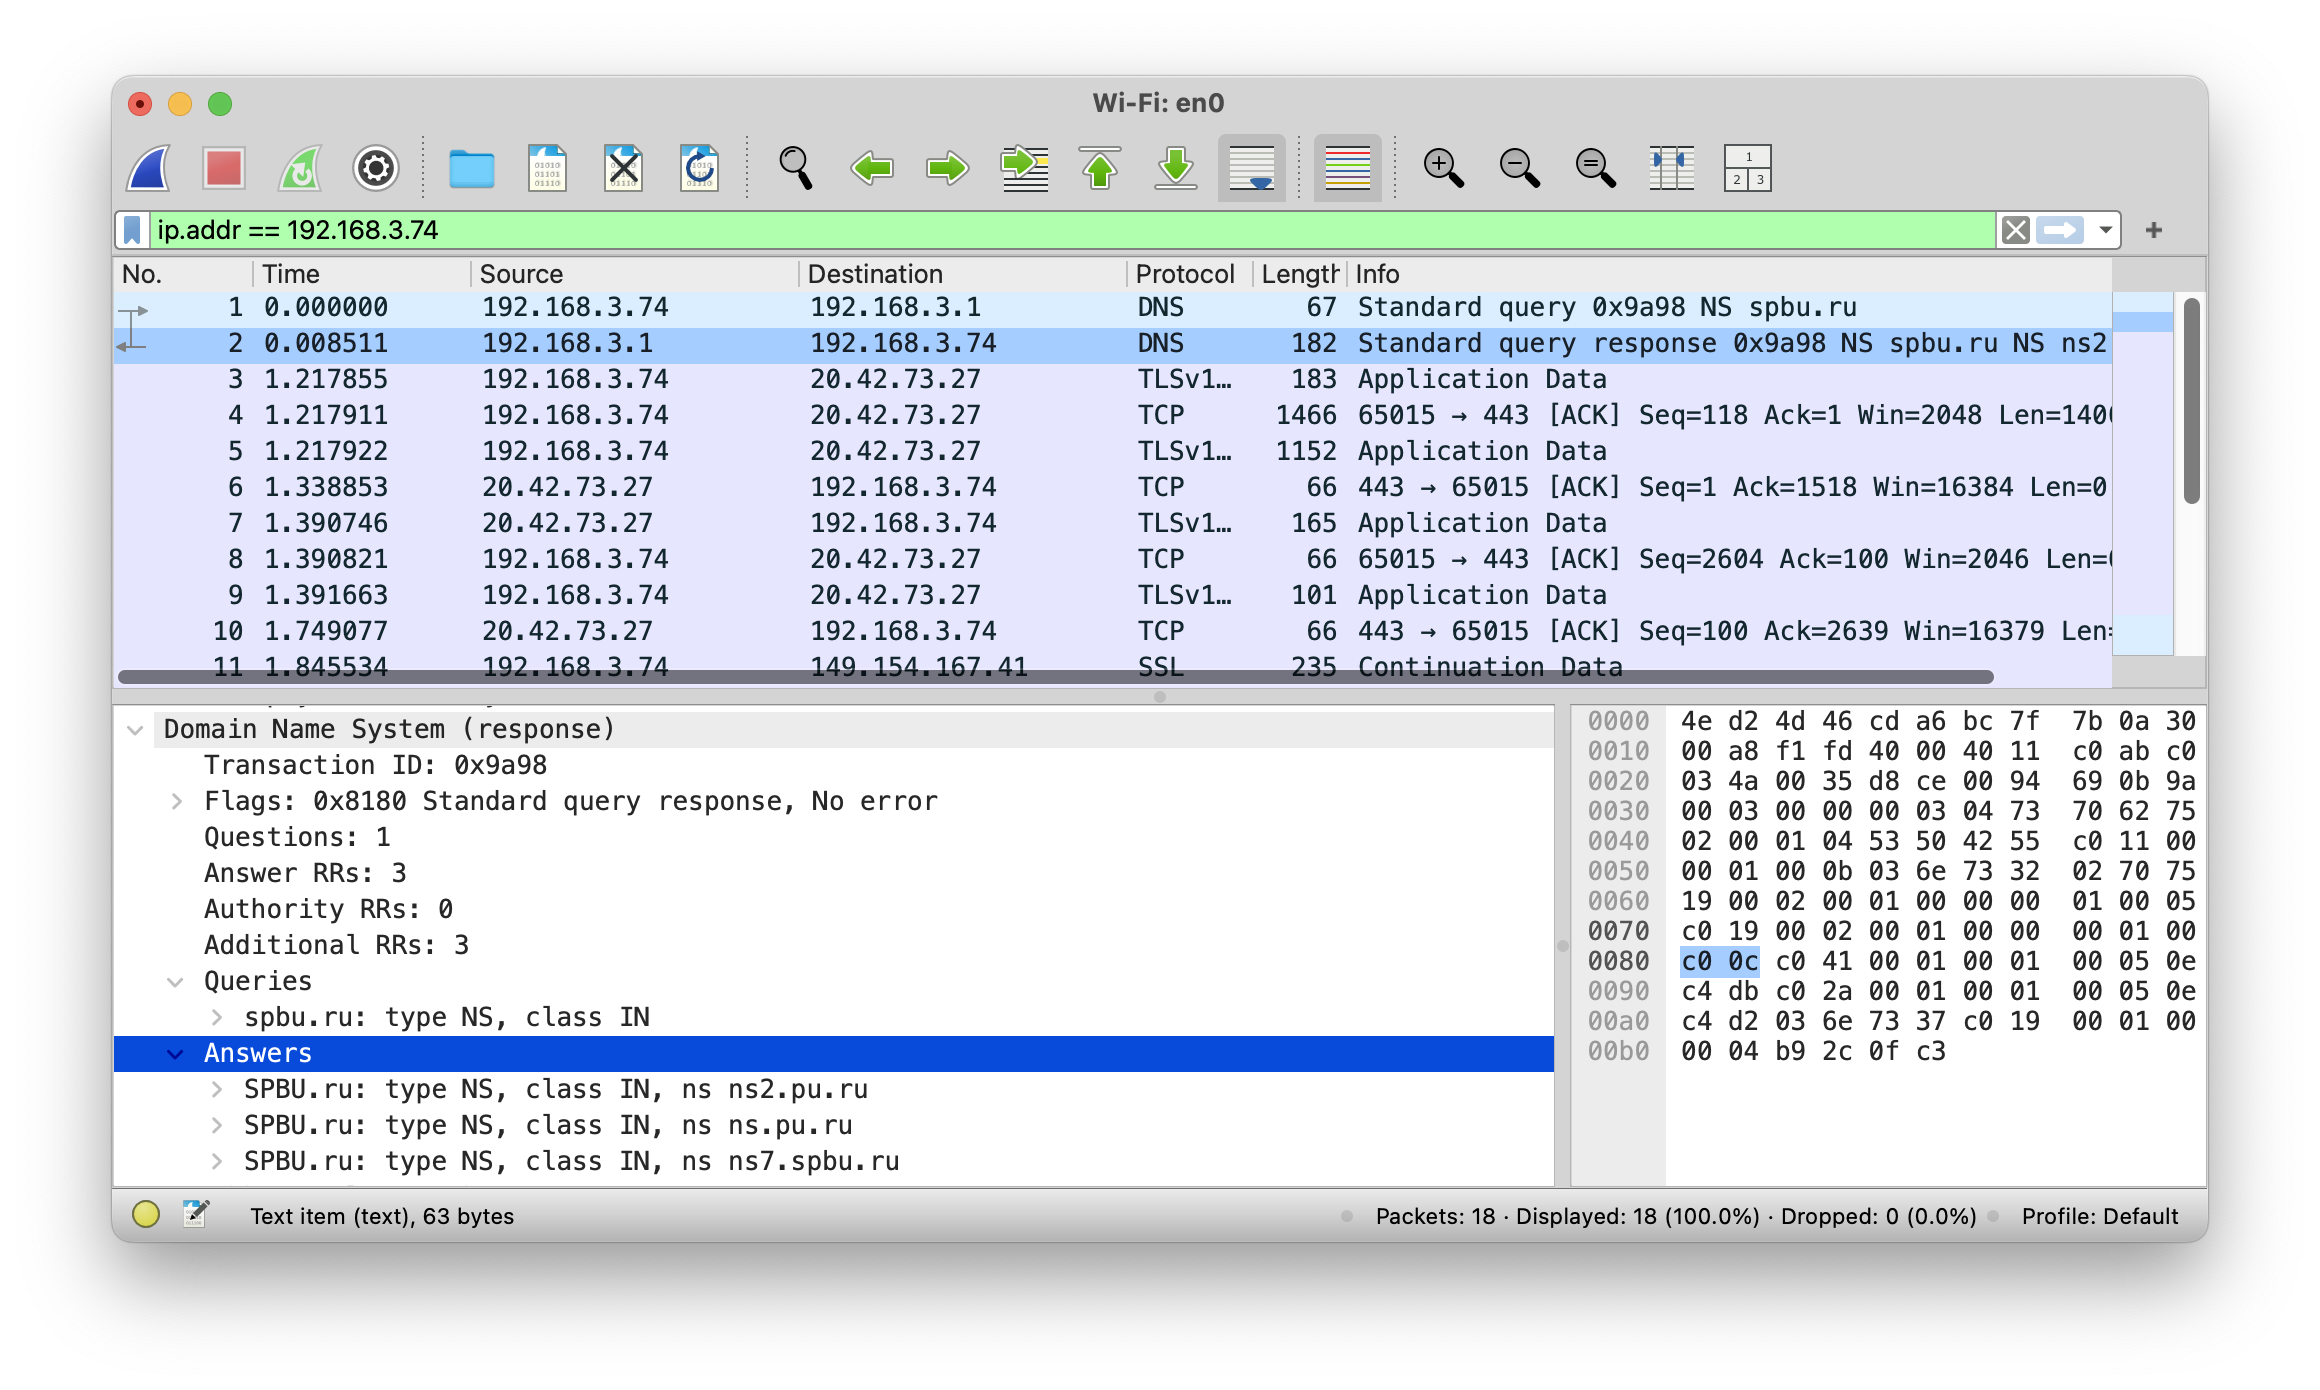 Wi-Fi: en0
ip.addr == 192.168.3.74
No. Time Source Destination Protocol Length Info
1 0.000000 192.168.3.74 192.168.3.1 DNS 67 Standard query 0x9a98 NS spbu.ru
2 0.008511 192.168.3.1 192.168.3.74 DNS 182 Standard query response 0x9a98 NS spbu.ru NS ns2
3 1.217855 192.168.3.74 20.42.73.27 TLSv1… 183 Application Data
4 1.217911 192.168.3.74 20.42.73.27 TCP 1466 65015 → 443 [ACK] Seq=118 Ack=1 Win=2048 Len=140
5 1.217922 192.168.3.74 20.42.73.27 TLSv1… 1152 Application Data
6 1.338853 20.42.73.27 192.168.3.74 TCP 66 443 → 65015 [ACK] Seq=1 Ack=1518 Win=16384 Len=0
7 1.390746 20.42.73.27 192.168.3.74 TLSv1… 165 Application Data
8 1.390821 192.168.3.74 20.42.73.27 TCP 66 65015 → 443 [ACK] Seq=2604 Ack=100 Win=2046 Len=
9 1.391663 192.168.3.74 20.42.73.27 TLSv1… 101 Application Data
10 1.749077 20.42.73.27 192.168.3.74 TCP 66 443 → 65015 [ACK] Seq=100 Ack=2639 Win=16379 Len=
11 1.845534 192.168.3.74 149.154.167.41 SSL 235 Continuation Data
Domain Name System (response)
Transaction ID: 0x9a98
Flags: 0x8180 Standard query response, No error
Questions: 1
Answer RRs: 3
Authority RRs: 0
Additional RRs: 3
Queries
spbu.ru: type NS, class IN
Answers
SPBU.ru: type NS, class IN, ns ns2.pu.ru
SPBU.ru: type NS, class IN, ns ns.pu.ru
SPBU.ru: type NS, class IN, ns ns7.spbu.ru
0000 4e d2 4d 46 cd a6 bc 7f 7b 0a 30
0010 00 a8 f1 fd 40 00 40 11 c0 ab c0
0020 03 4a 00 35 d8 ce 00 94 69 0b 9a
0030 00 03 00 00 00 03 04 73 70 62 75
0040 02 00 01 04 53 50 42 55 c0 11 00
0050 00 01 00 0b 03 6e 73 32 02 70 75
0060 19 00 02 00 01 00 00 00 01 00 05
0070 c0 19 00 02 00 01 00 00 00 01 00
0080 c0 0c c0 41 00 01 00 01 00 05 0e
0090 c4 db c0 2a 00 01 00 01 00 05 0e
00a0 c4 d2 03 6e 73 37 c0 19 00 01 00
00b0 00 04 b9 2c 0f c3
Text item (text), 63 bytes
Packets: 18 · Displayed: 18 (100.0%) · Dropped: 0 (0.0%)
Profile: Default